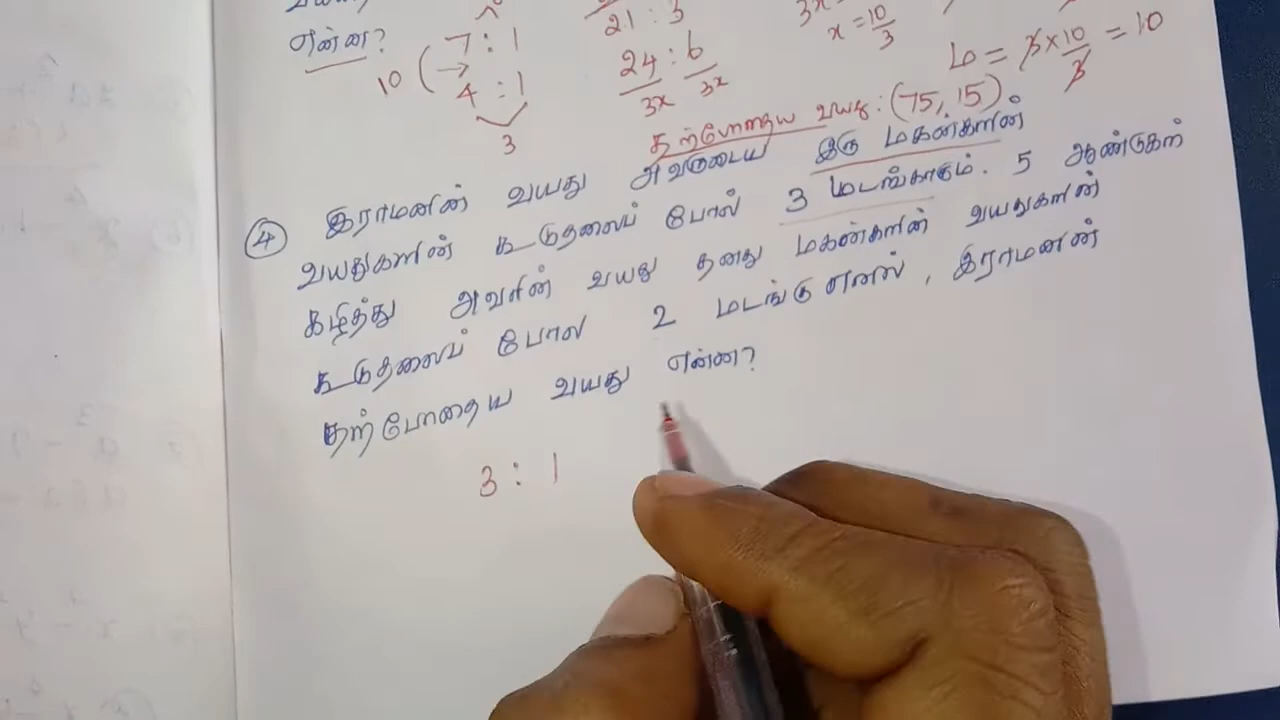 என்ன?
10 ( 7 : 1
→ 4 : 1
3
21 : 3
24 : 6
3x 3x
3x =
x = 10/3
ம = 3 × 10/3 = 10
தற்போதைய வயது : (75, 15)
④ இராமனின் வயது அவருடைய இரு மகன்களின்
வயதுகளின் கூடுதலைப் போல் 3 மடங்காகும். 5 ஆண்டுகள்
கழித்து அவரின் வயது தனது மகன்களின் வயதுகளின்
கூடுதலைப் போல 2 மடங்கு எனில், இராமனின்
தற்போதைய வயது என்ன?
3 : 1